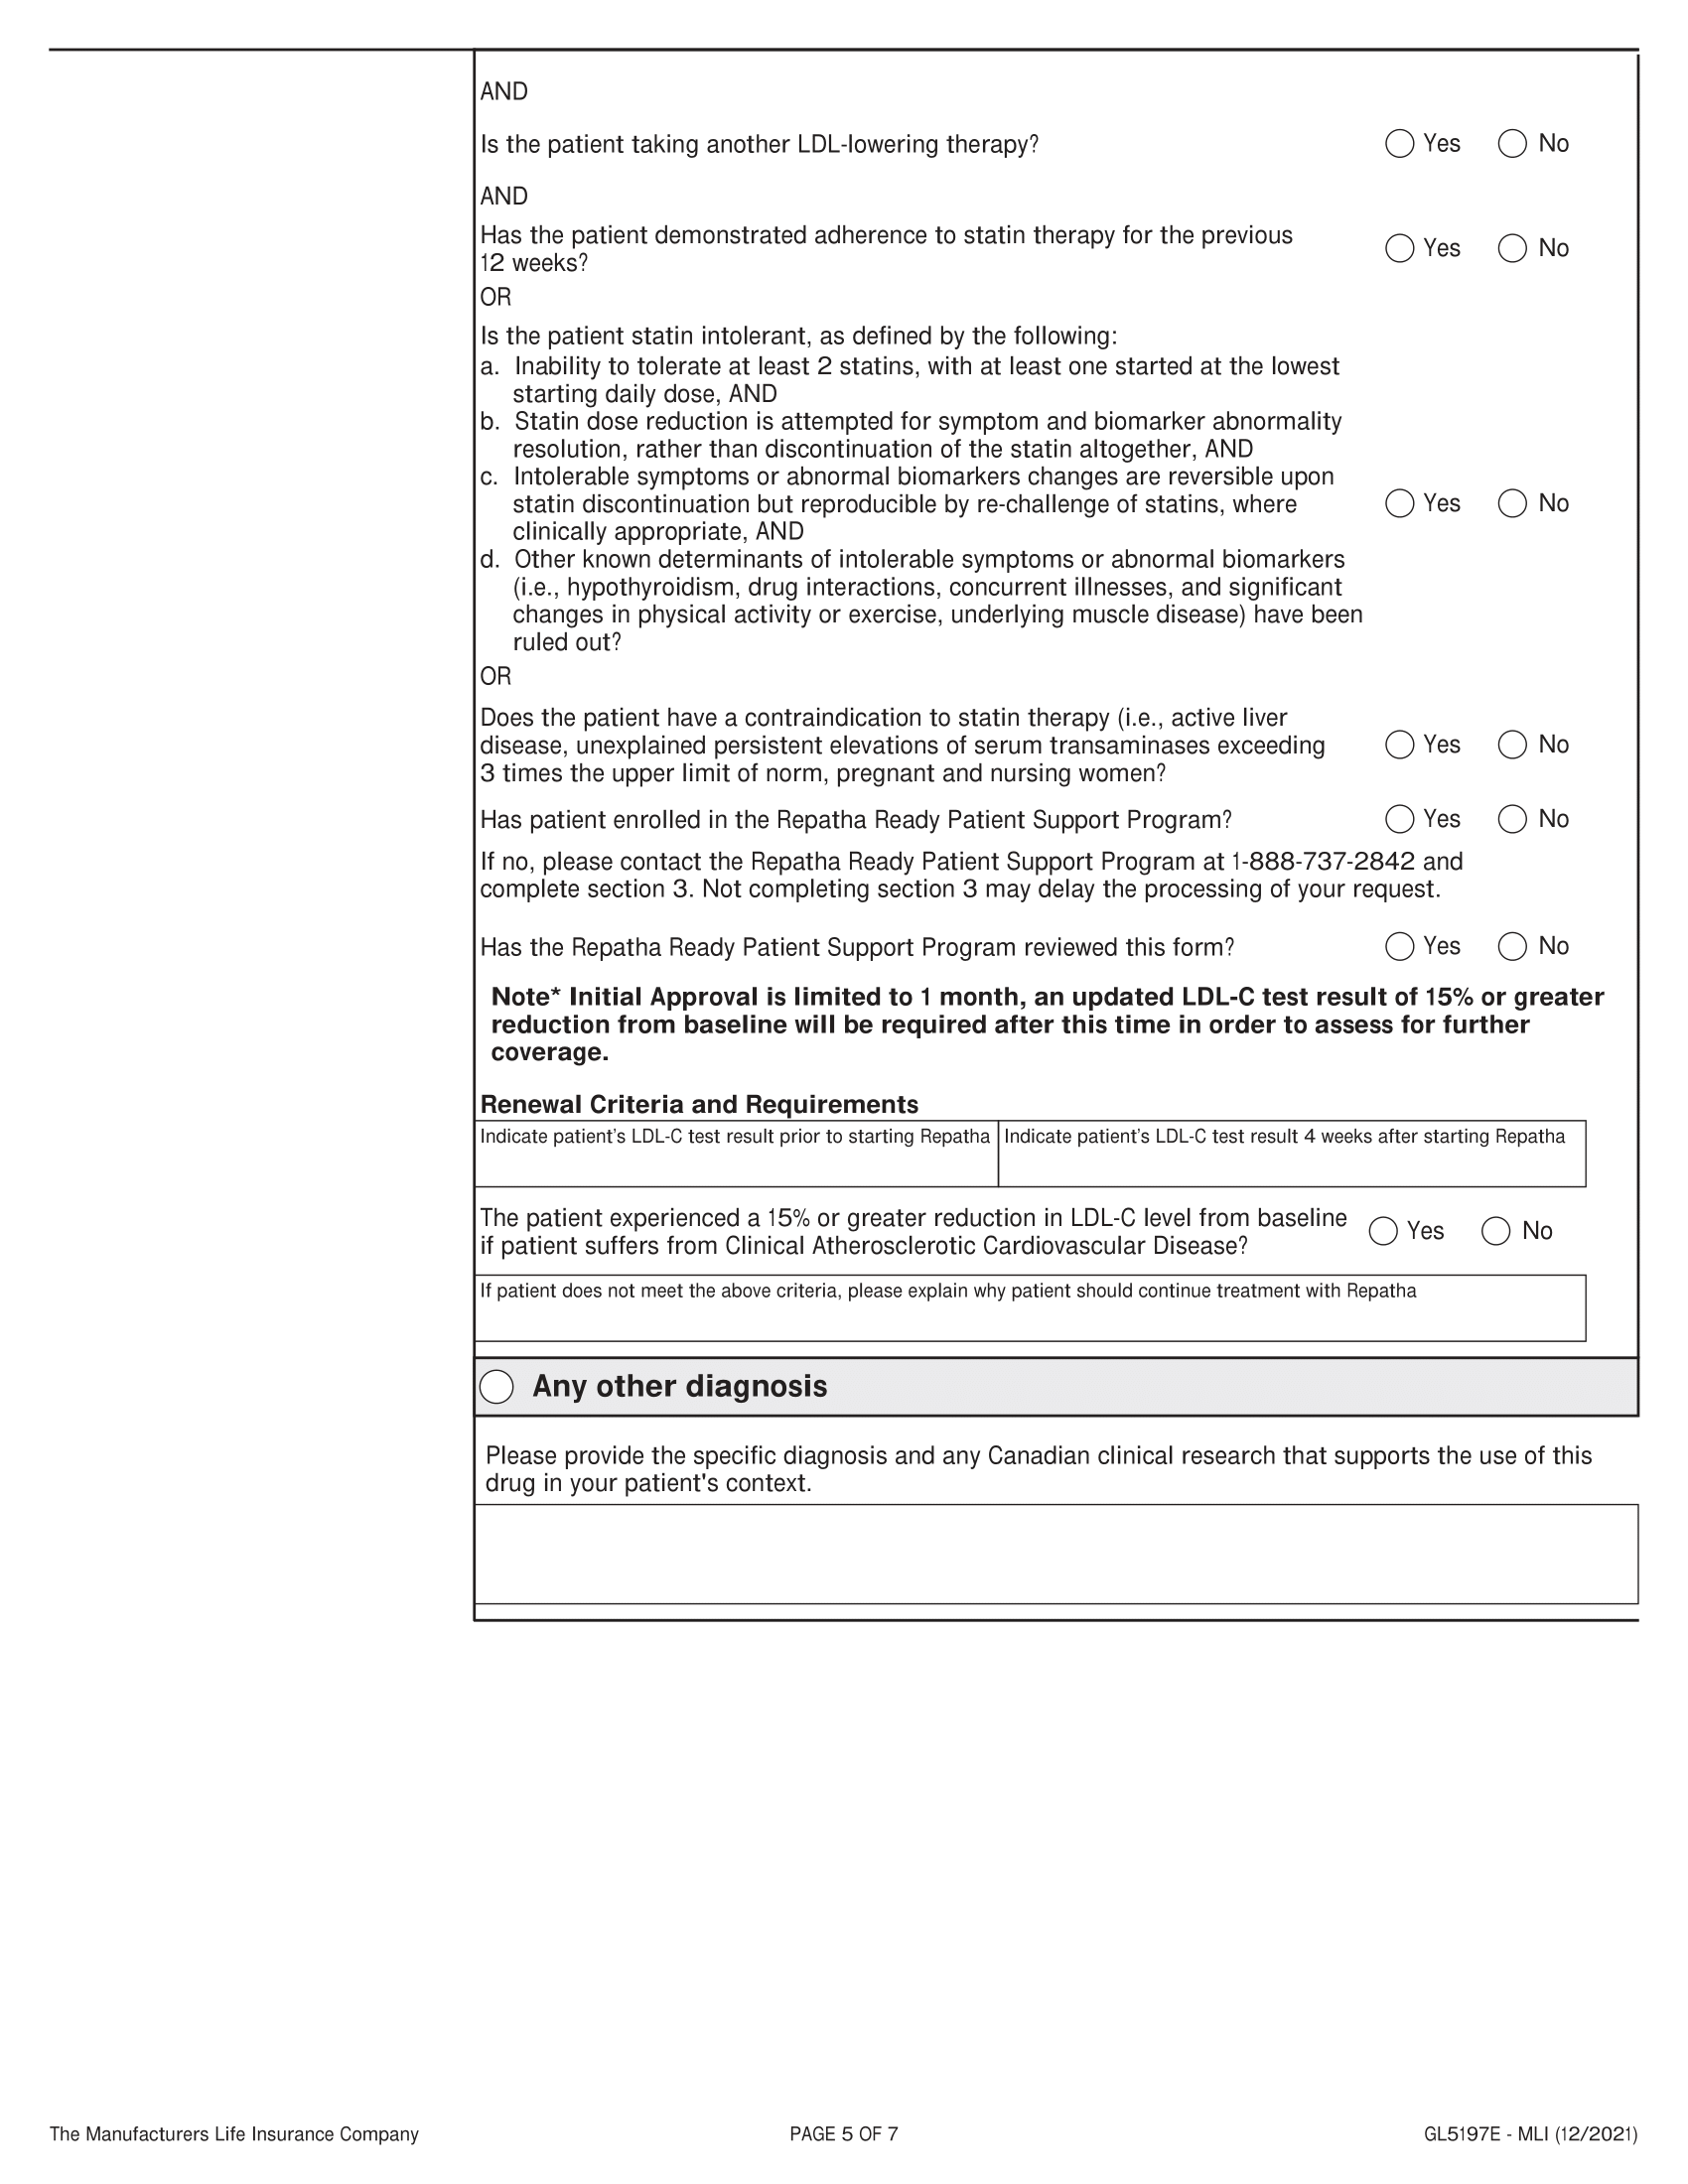 AND
Is the patient taking another LDL-lowering therapy? Yes No
AND
Has the patient demonstrated adherence to statin therapy for the previous
12 weeks? Yes No
OR
Is the patient statin intolerant, as defined by the following:
a. Inability to tolerate at least 2 statins, with at least one started at the lowest
starting daily dose, AND
b. Statin dose reduction is attempted for symptom and biomarker abnormality
resolution, rather than discontinuation of the statin altogether, AND
c. Intolerable symptoms or abnormal biomarkers changes are reversible upon
statin discontinuation but reproducible by re-challenge of statins, where Yes No
clinically appropriate, AND
d. Other known determinants of intolerable symptoms or abnormal biomarkers
(i.e., hypothyroidism, drug interactions, concurrent illnesses, and significant
changes in physical activity or exercise, underlying muscle disease) have been
ruled out?
OR
Does the patient have a contraindication to statin therapy (i.e., active liver
disease, unexplained persistent elevations of serum transaminases exceeding Yes No
3 times the upper limit of norm, pregnant and nursing women?
Has patient enrolled in the Repatha Ready Patient Support Program? Yes No
If no, please contact the Repatha Ready Patient Support Program at 1-888-737-2842 and
complete section 3. Not completing section 3 may delay the processing of your request.
Has the Repatha Ready Patient Support Program reviewed this form? Yes No
Note* Initial Approval is limited to 1 month, an updated LDL-C test result of 15% or greater
reduction from baseline will be required after this time in order to assess for further
coverage.
Renewal Criteria and Requirements
Indicate patient's LDL-C test result prior to starting Repatha Indicate patient's LDL-C test result 4 weeks after starting Repatha
The patient experienced a 15% or greater reduction in LDL-C level from baseline
if patient suffers from Clinical Atherosclerotic Cardiovascular Disease? Yes No
If patient does not meet the above criteria, please explain why patient should continue treatment with Repatha
Any other diagnosis
Please provide the specific diagnosis and any Canadian clinical research that supports the use of this
drug in your patient's context.
The Manufacturers Life Insurance Company PAGE 5 OF 7 GL5197E - MLI (12/2021)